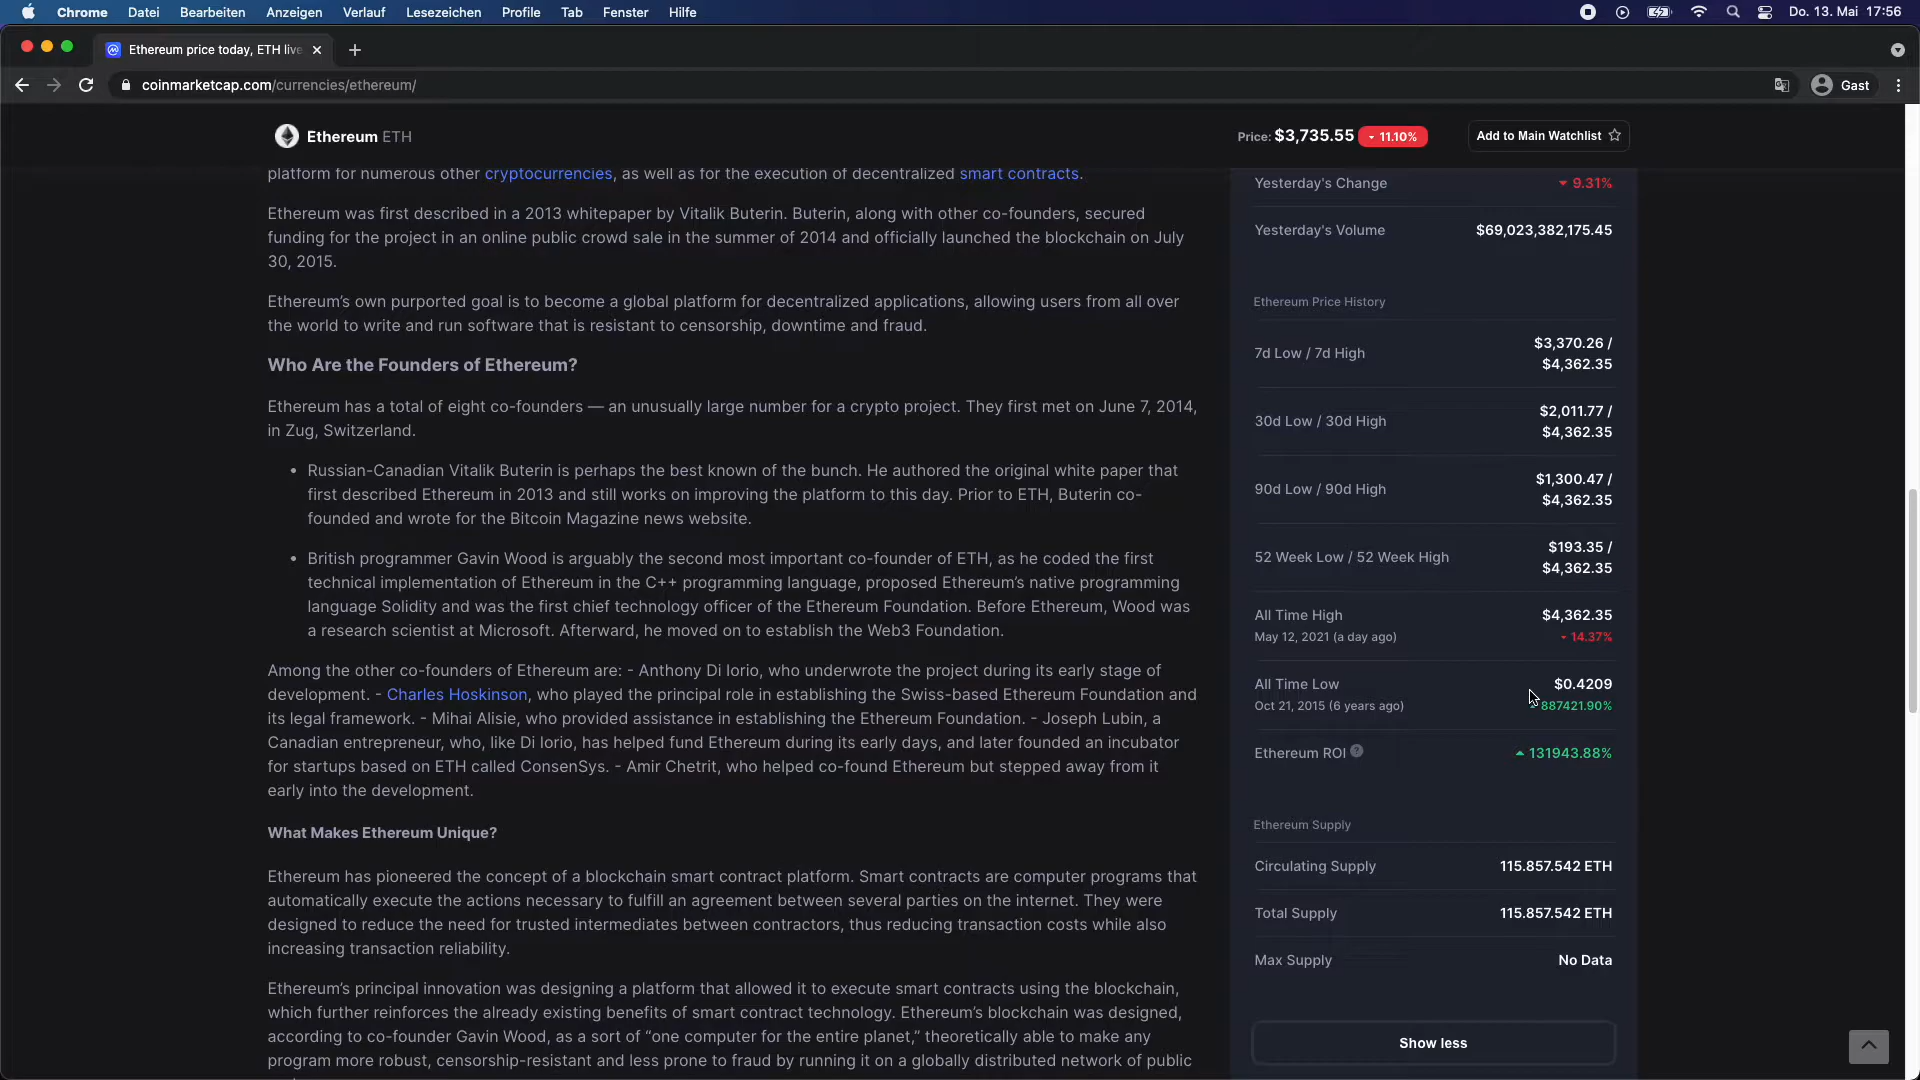 Chrome Datei Bearbeiten Anzeigen Verlauf Lesezeichen Profile Tab Fenster Hilfe Do. 13. Mai 17:56
Ethereum price today, ETH live
coinmarketcap.com/currencies/ethereum/ Gast
Ethereum ETH Price: $3,735.55 11.10% Add to Main Watchlist
platform for numerous other cryptocurrencies, as well as for the execution of decentralized smart contracts.
Ethereum was first described in a 2013 whitepaper by Vitalik Buterin. Buterin, along with other co-founders, secured
funding for the project in an online public crowd sale in the summer of 2014 and officially launched the blockchain on July
30, 2015.
Ethereum's own purported goal is to become a global platform for decentralized applications, allowing users from all over
the world to write and run software that is resistant to censorship, downtime and fraud.
Who Are the Founders of Ethereum?
Ethereum has a total of eight co-founders — an unusually large number for a crypto project. They first met on June 7, 2014,
in Zug, Switzerland.
• Russian-Canadian Vitalik Buterin is perhaps the best known of the bunch. He authored the original white paper that
first described Ethereum in 2013 and still works on improving the platform to this day. Prior to ETH, Buterin co-
founded and wrote for the Bitcoin Magazine news website.
• British programmer Gavin Wood is arguably the second most important co-founder of ETH, as he coded the first
technical implementation of Ethereum in the C++ programming language, proposed Ethereum's native programming
language Solidity and was the first chief technology officer of the Ethereum Foundation. Before Ethereum, Wood was
a research scientist at Microsoft. Afterward, he moved on to establish the Web3 Foundation.
Among the other co-founders of Ethereum are: - Anthony Di Iorio, who underwrote the project during its early stage of
development. - Charles Hoskinson, who played the principal role in establishing the Swiss-based Ethereum Foundation and
its legal framework. - Mihai Alisie, who provided assistance in establishing the Ethereum Foundation. - Joseph Lubin, a
Canadian entrepreneur, who, like Di Iorio, has helped fund Ethereum during its early days, and later founded an incubator
for startups based on ETH called ConsenSys. - Amir Chetrit, who helped co-found Ethereum but stepped away from it
early into the development.
What Makes Ethereum Unique?
Ethereum has pioneered the concept of a blockchain smart contract platform. Smart contracts are computer programs that
automatically execute the actions necessary to fulfill an agreement between several parties on the internet. They were
designed to reduce the need for trusted intermediates between contractors, thus reducing transaction costs while also
increasing transaction reliability.
Ethereum's principal innovation was designing a platform that allowed it to execute smart contracts using the blockchain,
which further reinforces the already existing benefits of smart contract technology. Ethereum's blockchain was designed,
according to co-founder Gavin Wood, as a sort of “one computer for the entire planet,” theoretically able to make any
program more robust, censorship-resistant and less prone to fraud by running it on a globally distributed network of public
Yesterday's Change 9.31%
Yesterday's Volume $69,023,382,175.45
Ethereum Price History
7d Low / 7d High $3,370.26 /
$4,362.35
30d Low / 30d High $2,011.77 /
$4,362.35
90d Low / 90d High $1,300.47 /
$4,362.35
52 Week Low / 52 Week High $193.35 /
$4,362.35
All Time High $4,362.35
May 12, 2021 (a day ago) 14.37%
All Time Low $0.4209
Oct 21, 2015 (6 years ago) 887421.90%
Ethereum ROI 131943.88%
Ethereum Supply
Circulating Supply 115.857.542 ETH
Total Supply 115.857.542 ETH
Max Supply No Data
Show less